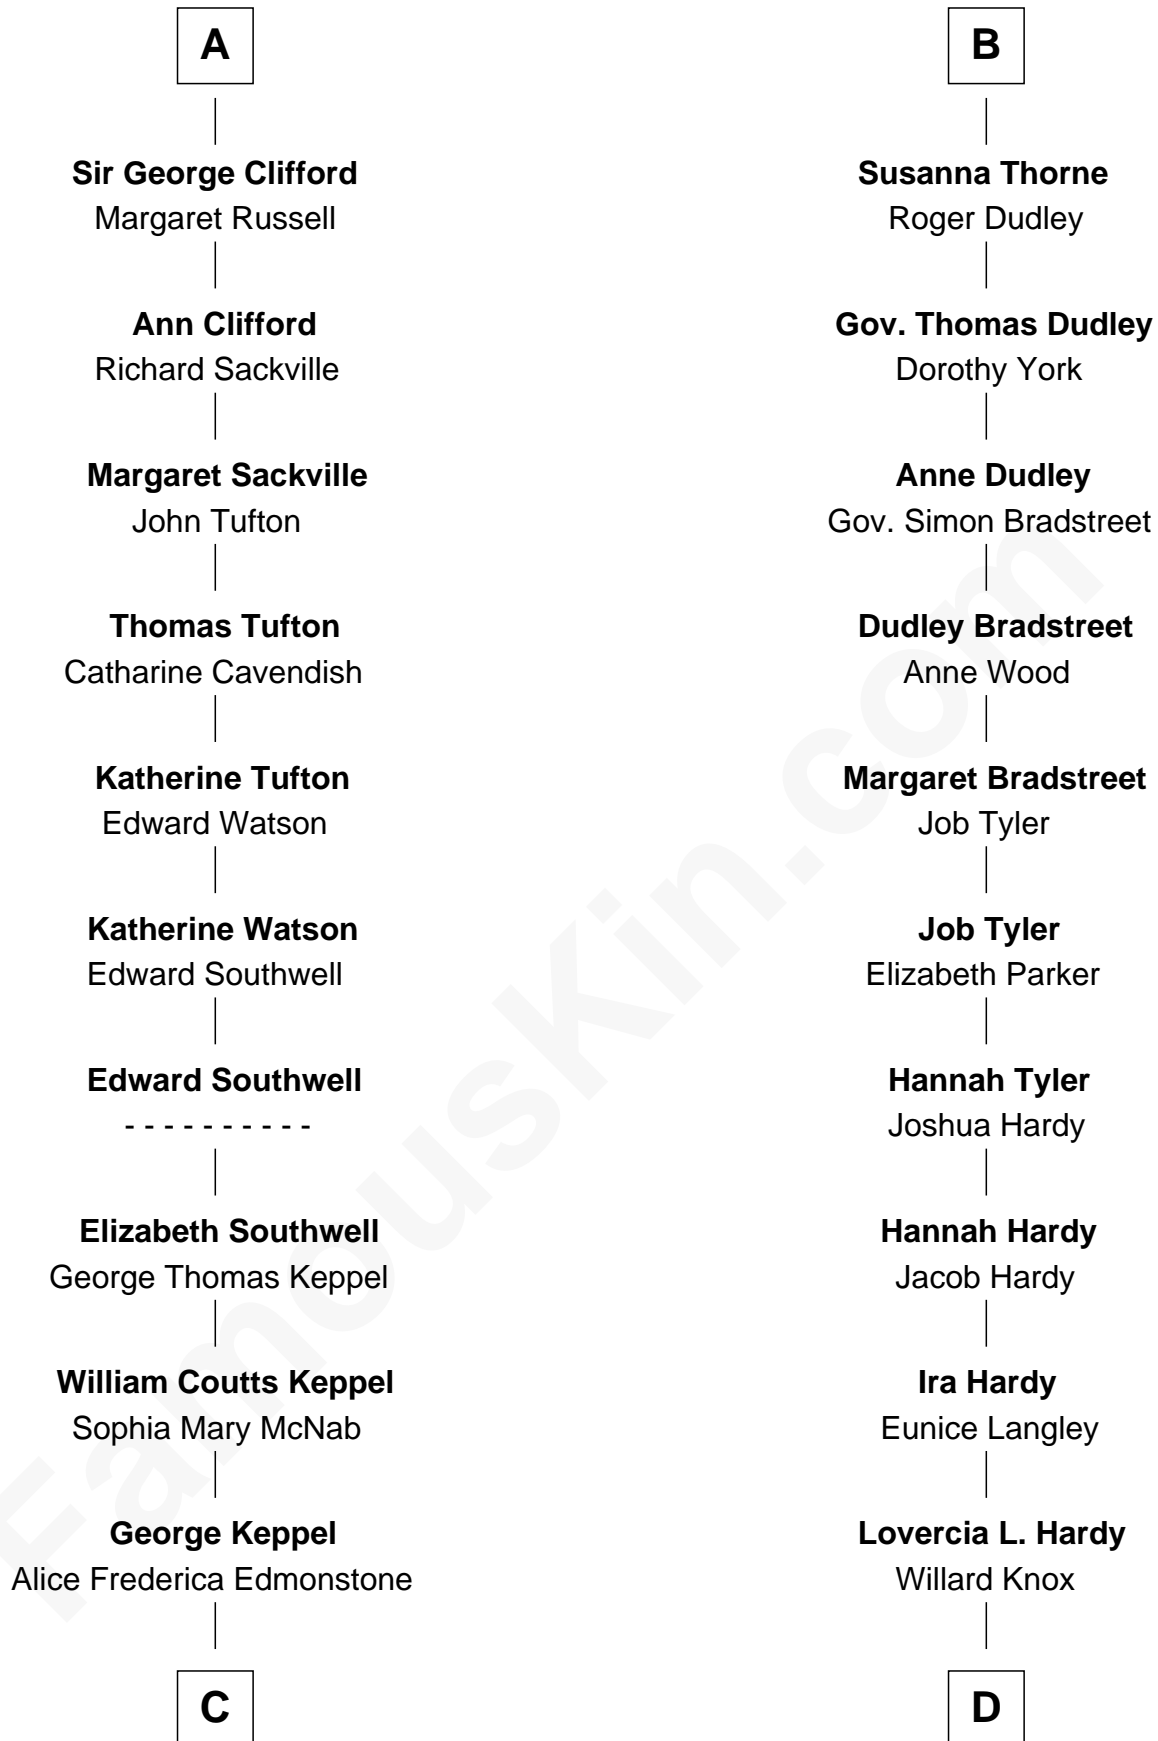 A
Sir George Clifford
Margaret Russell
Ann Clifford
Richard Sackville
Margaret Sackville
John Tufton
Thomas Tufton
Catharine Cavendish
Katherine Tufton
Edward Watson
Katherine Watson
Edward Southwell
Edward Southwell
- - - - - - - - - -
Elizabeth Southwell
George Thomas Keppel
William Coutts Keppel
Sophia Mary McNab
George Keppel
Alice Frederica Edmonstone
C
B
Susanna Thorne
Roger Dudley
Gov. Thomas Dudley
Dorothy York
Anne Dudley
Gov. Simon Bradstreet
Dudley Bradstreet
Anne Wood
Margaret Bradstreet
Job Tyler
Job Tyler
Elizabeth Parker
Hannah Tyler
Joshua Hardy
Hannah Hardy
Jacob Hardy
Ira Hardy
Eunice Langley
Lovercia L. Hardy
Willard Knox
D
FamousKin.com